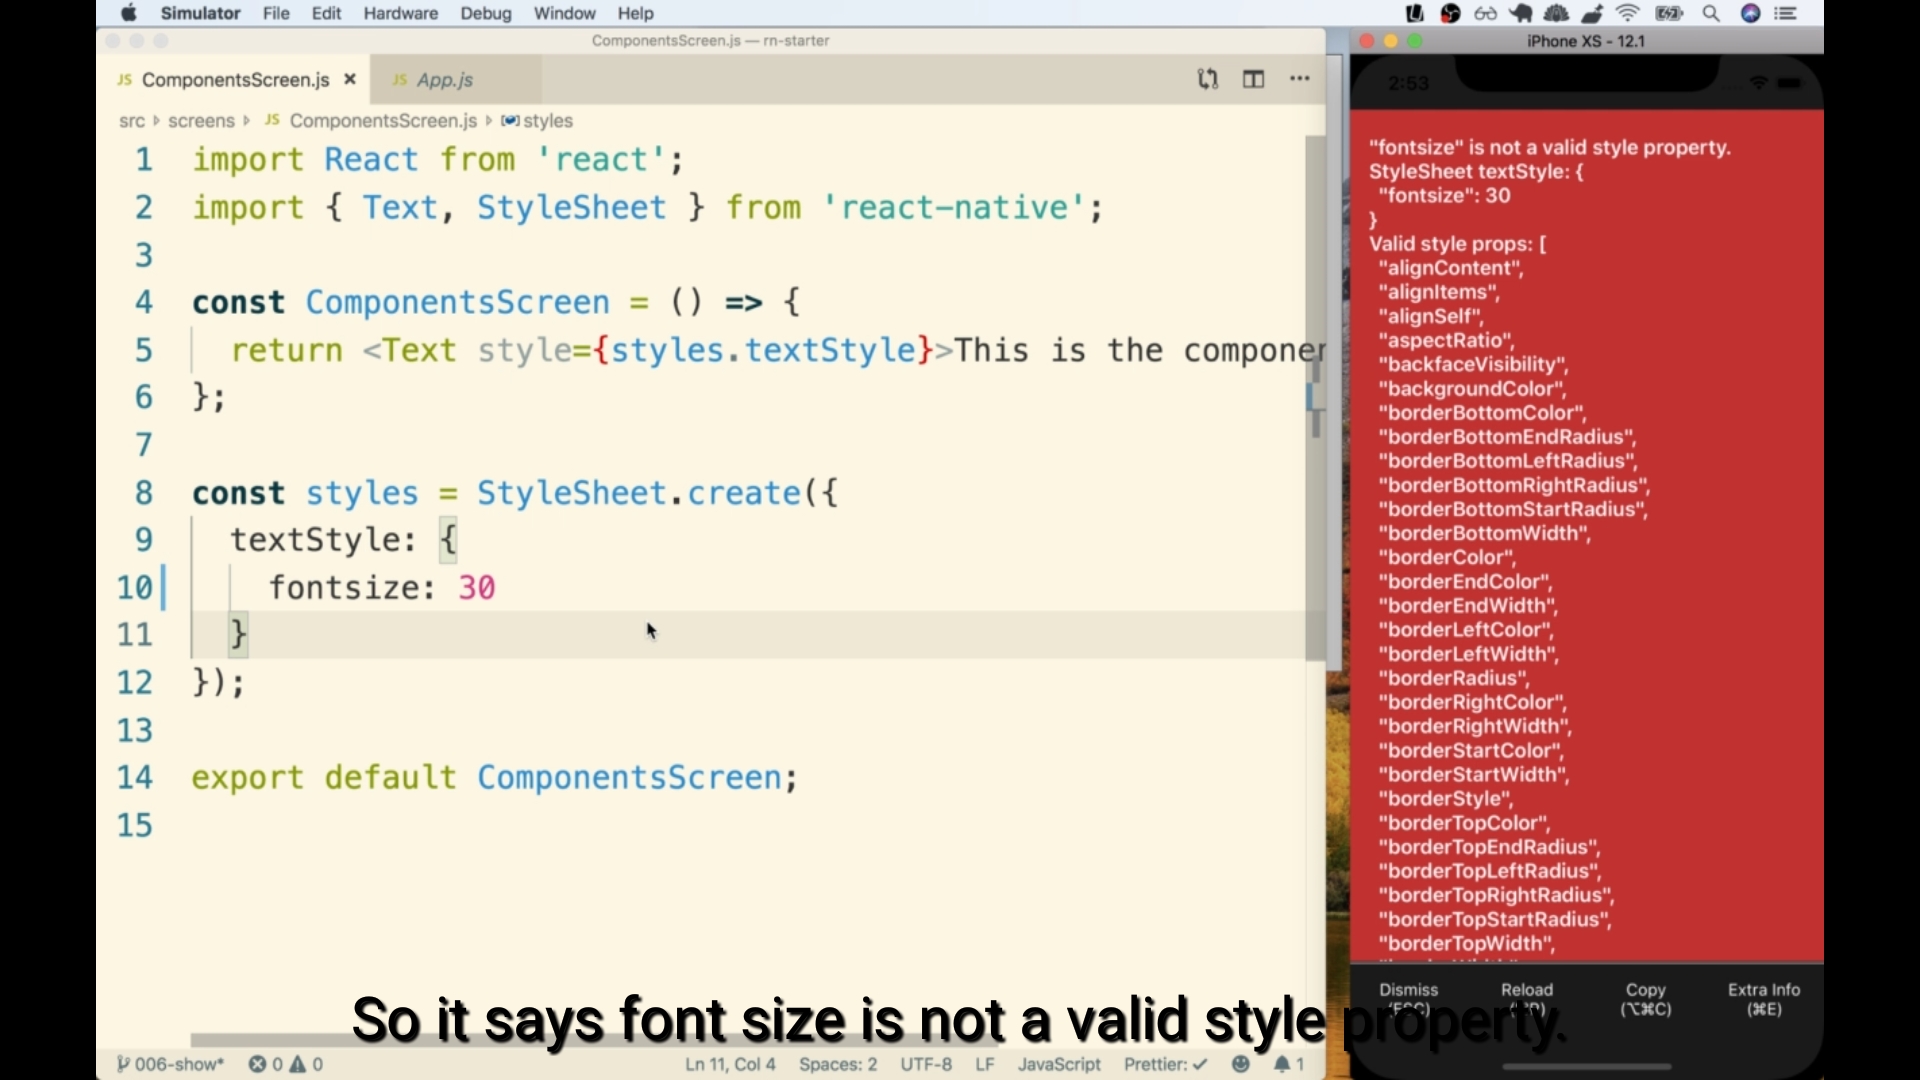 Simulator File Edit Hardware Debug Window Help
ComponentsScreen.js — rn-starter
JS ComponentsScreen.js × JS App.js
src screens JS ComponentsScreen.js styles
1 import React from 'react';
2 import { Text, StyleSheet } from 'react-native';
3
4 const ComponentsScreen = () => {
5 return <Text style={styles.textStyle}>This is the componen
6 };
7
8 const styles = StyleSheet.create({
9 textStyle: {
10 fontsize: 30
11 }
12 });
13
14 export default ComponentsScreen;
15
006-show* 0 0 Ln 11, Col 4 Spaces: 2 UTF-8 LF JavaScript Prettier: ✓ 1
iPhone XS - 12.1
2:53
"fontsize" is not a valid style property.
StyleSheet textStyle: {
"fontsize": 30
}
Valid style props: [
"alignContent",
"alignItems",
"alignSelf",
"aspectRatio",
"backfaceVisibility",
"backgroundColor",
"borderBottomColor",
"borderBottomEndRadius",
"borderBottomLeftRadius",
"borderBottomRightRadius",
"borderBottomStartRadius",
"borderBottomWidth",
"borderColor",
"borderEndColor",
"borderEndWidth",
"borderLeftColor",
"borderLeftWidth",
"borderRadius",
"borderRightColor",
"borderRightWidth",
"borderStartColor",
"borderStartWidth",
"borderStyle",
"borderTopColor",
"borderTopEndRadius",
"borderTopLeftRadius",
"borderTopRightRadius",
"borderTopStartRadius",
"borderTopWidth",
Dismiss Reload Copy Extra Info
(⌥⌘C) (⌘E)
So it says font size is not a valid style property.